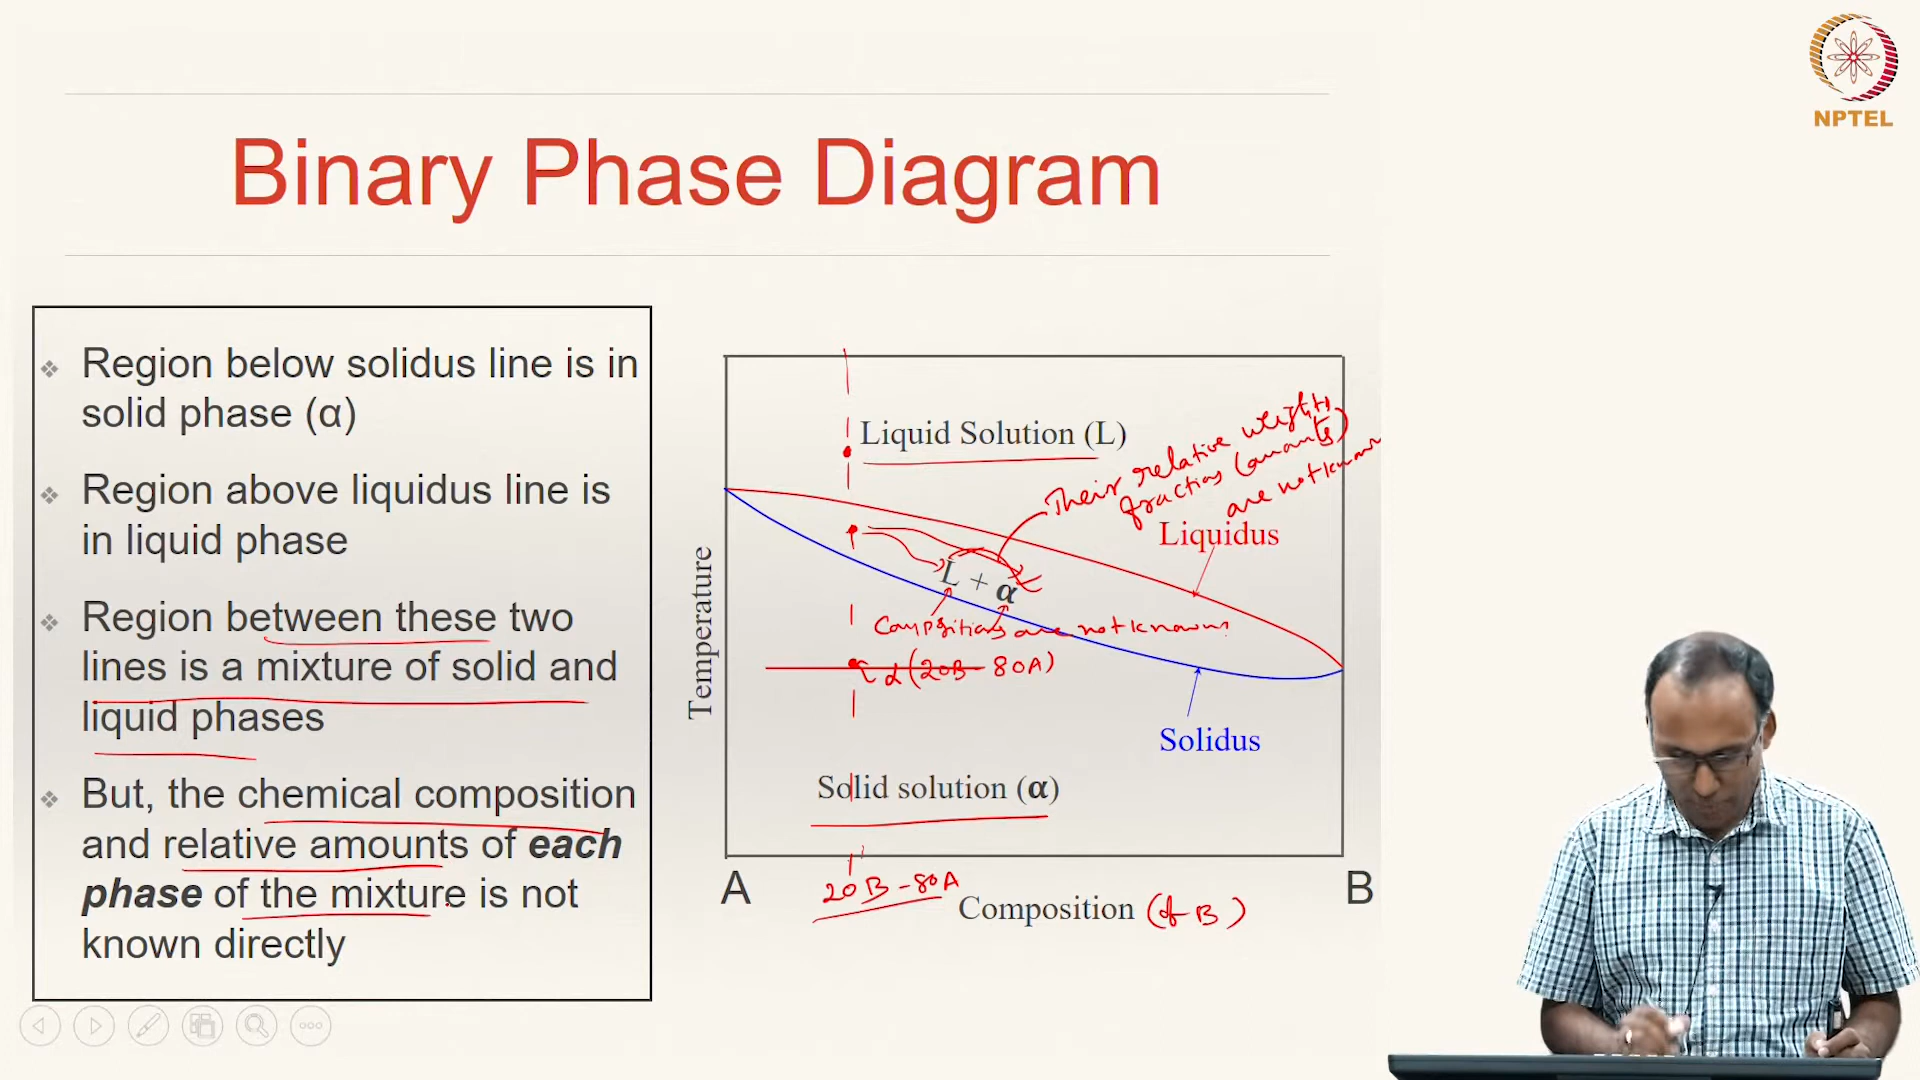 NPTEL
Binary Phase Diagram
❖ Region below solidus line is in
solid phase (α)
❖ Region above liquidus line is
in liquid phase
❖ Region between these two
lines is a mixture of solid and
liquid phases
❖ But, the chemical composition
and relative amounts of each
phase of the mixture is not
known directly
Temperature
Liquid Solution (L)
Their relative weights
fractions (amounts)
are not known
Liquidus
L + α
Compositions are not known
α (20B - 80A)
Solidus
Solid solution (α)
A
20B - 80A
Composition (of B)
B